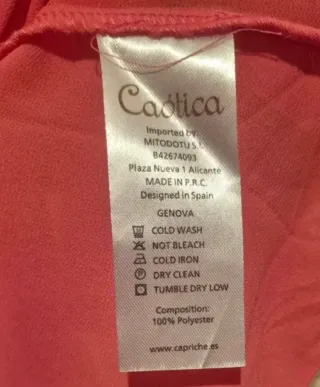 Caótica
Imported by:
MITODOTU S.L
B42674093
Plaza Nueva 1 Alicante
MADE IN P.R.C.
Designed in Spain
GENOVA
COLD WASH
NOT BLEACH
COLD IRON
DRY CLEAN
TUMBLE DRY LOW
Composition:
100% Polyester
www.capriche.es